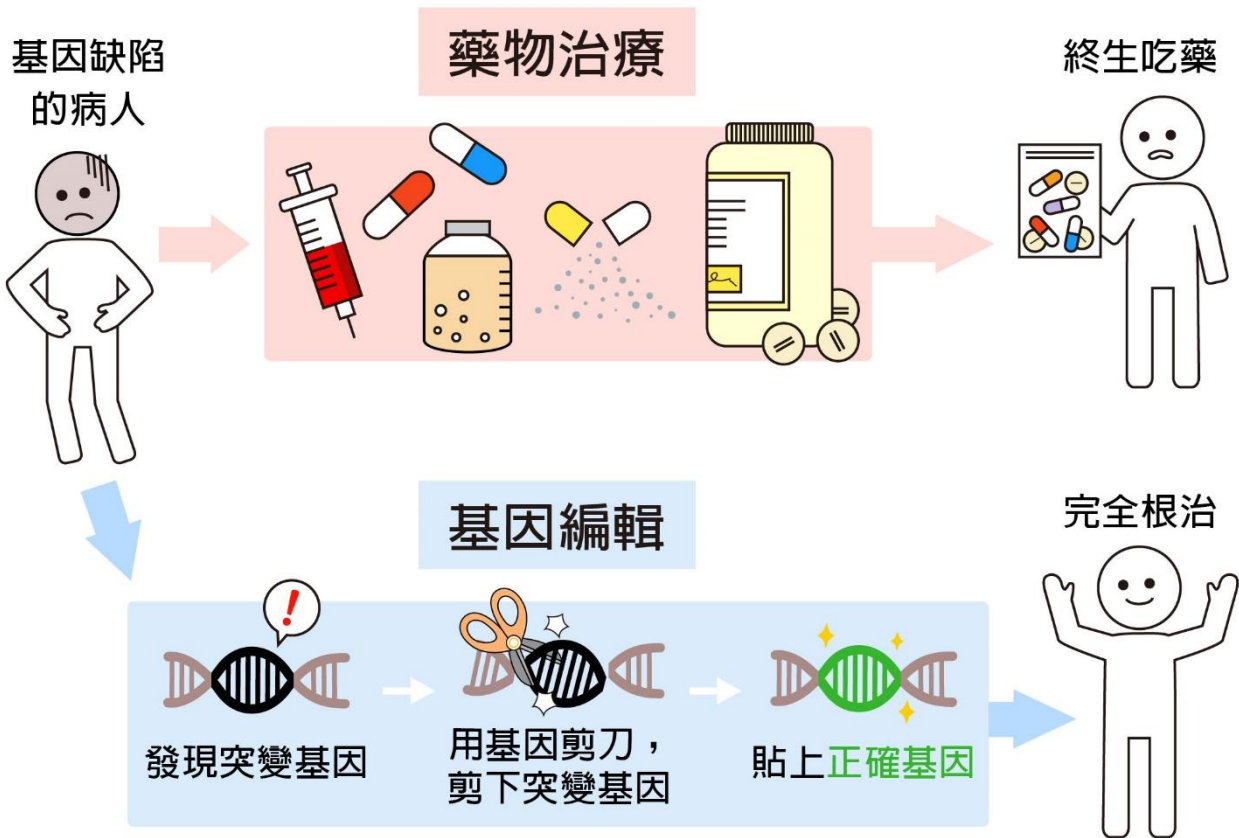 基因缺陷
的病人
藥物治療
終生吃藥
基因編輯
完全根治
!
發現突變基因
用基因剪刀，
剪下突變基因
貼上正確基因